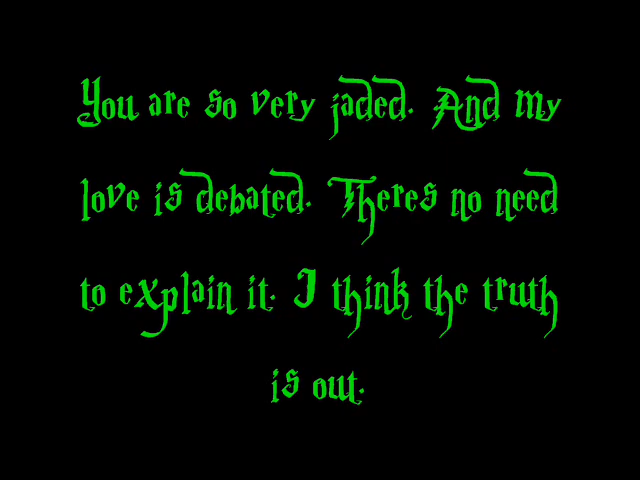 You are so very jaded. And my
love is debated. Theres no need
to explain it. I think the truth
is out.